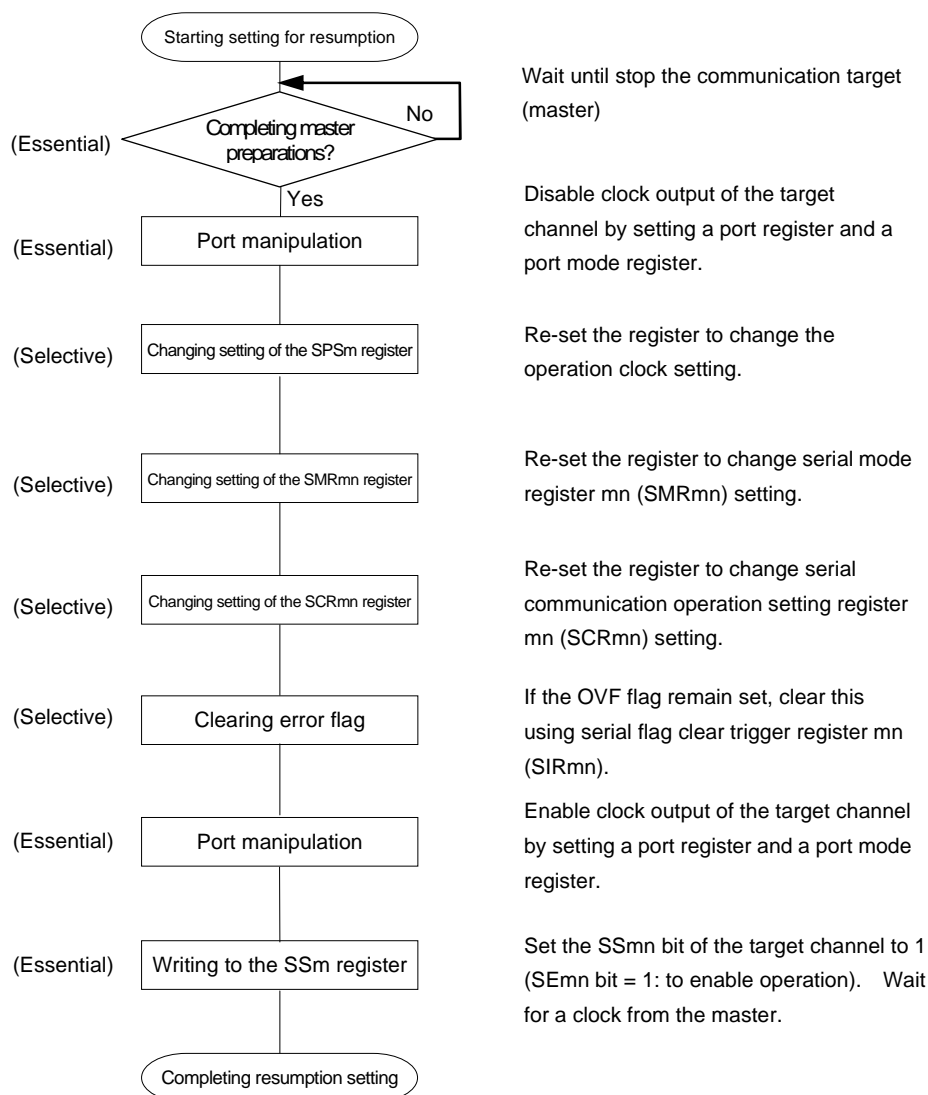 Starting setting for resumption
Wait until stop the communication target
(master)
No
(Essential)
Completing master
preparations?
Yes
Disable clock output of the target
channel by setting a port register and a
port mode register.
(Essential)
Port manipulation
(Selective)
Changing setting of the SPSm register
Re-set the register to change the
operation clock setting.
(Selective)
Changing setting of the SMRmn register
Re-set the register to change serial mode
register mn (SMRmn) setting.
(Selective)
Changing setting of the SCRmn register
Re-set the register to change serial
communication operation setting register
mn (SCRmn) setting.
(Selective)
Clearing error flag
If the OVF flag remain set, clear this
using serial flag clear trigger register mn
(SIRmn).
(Essential)
Port manipulation
Enable clock output of the target channel
by setting a port register and a port mode
register.
(Essential)
Writing to the SSm register
Set the SSmn bit of the target channel to 1
(SEmn bit = 1: to enable operation). Wait
for a clock from the master.
Completing resumption setting